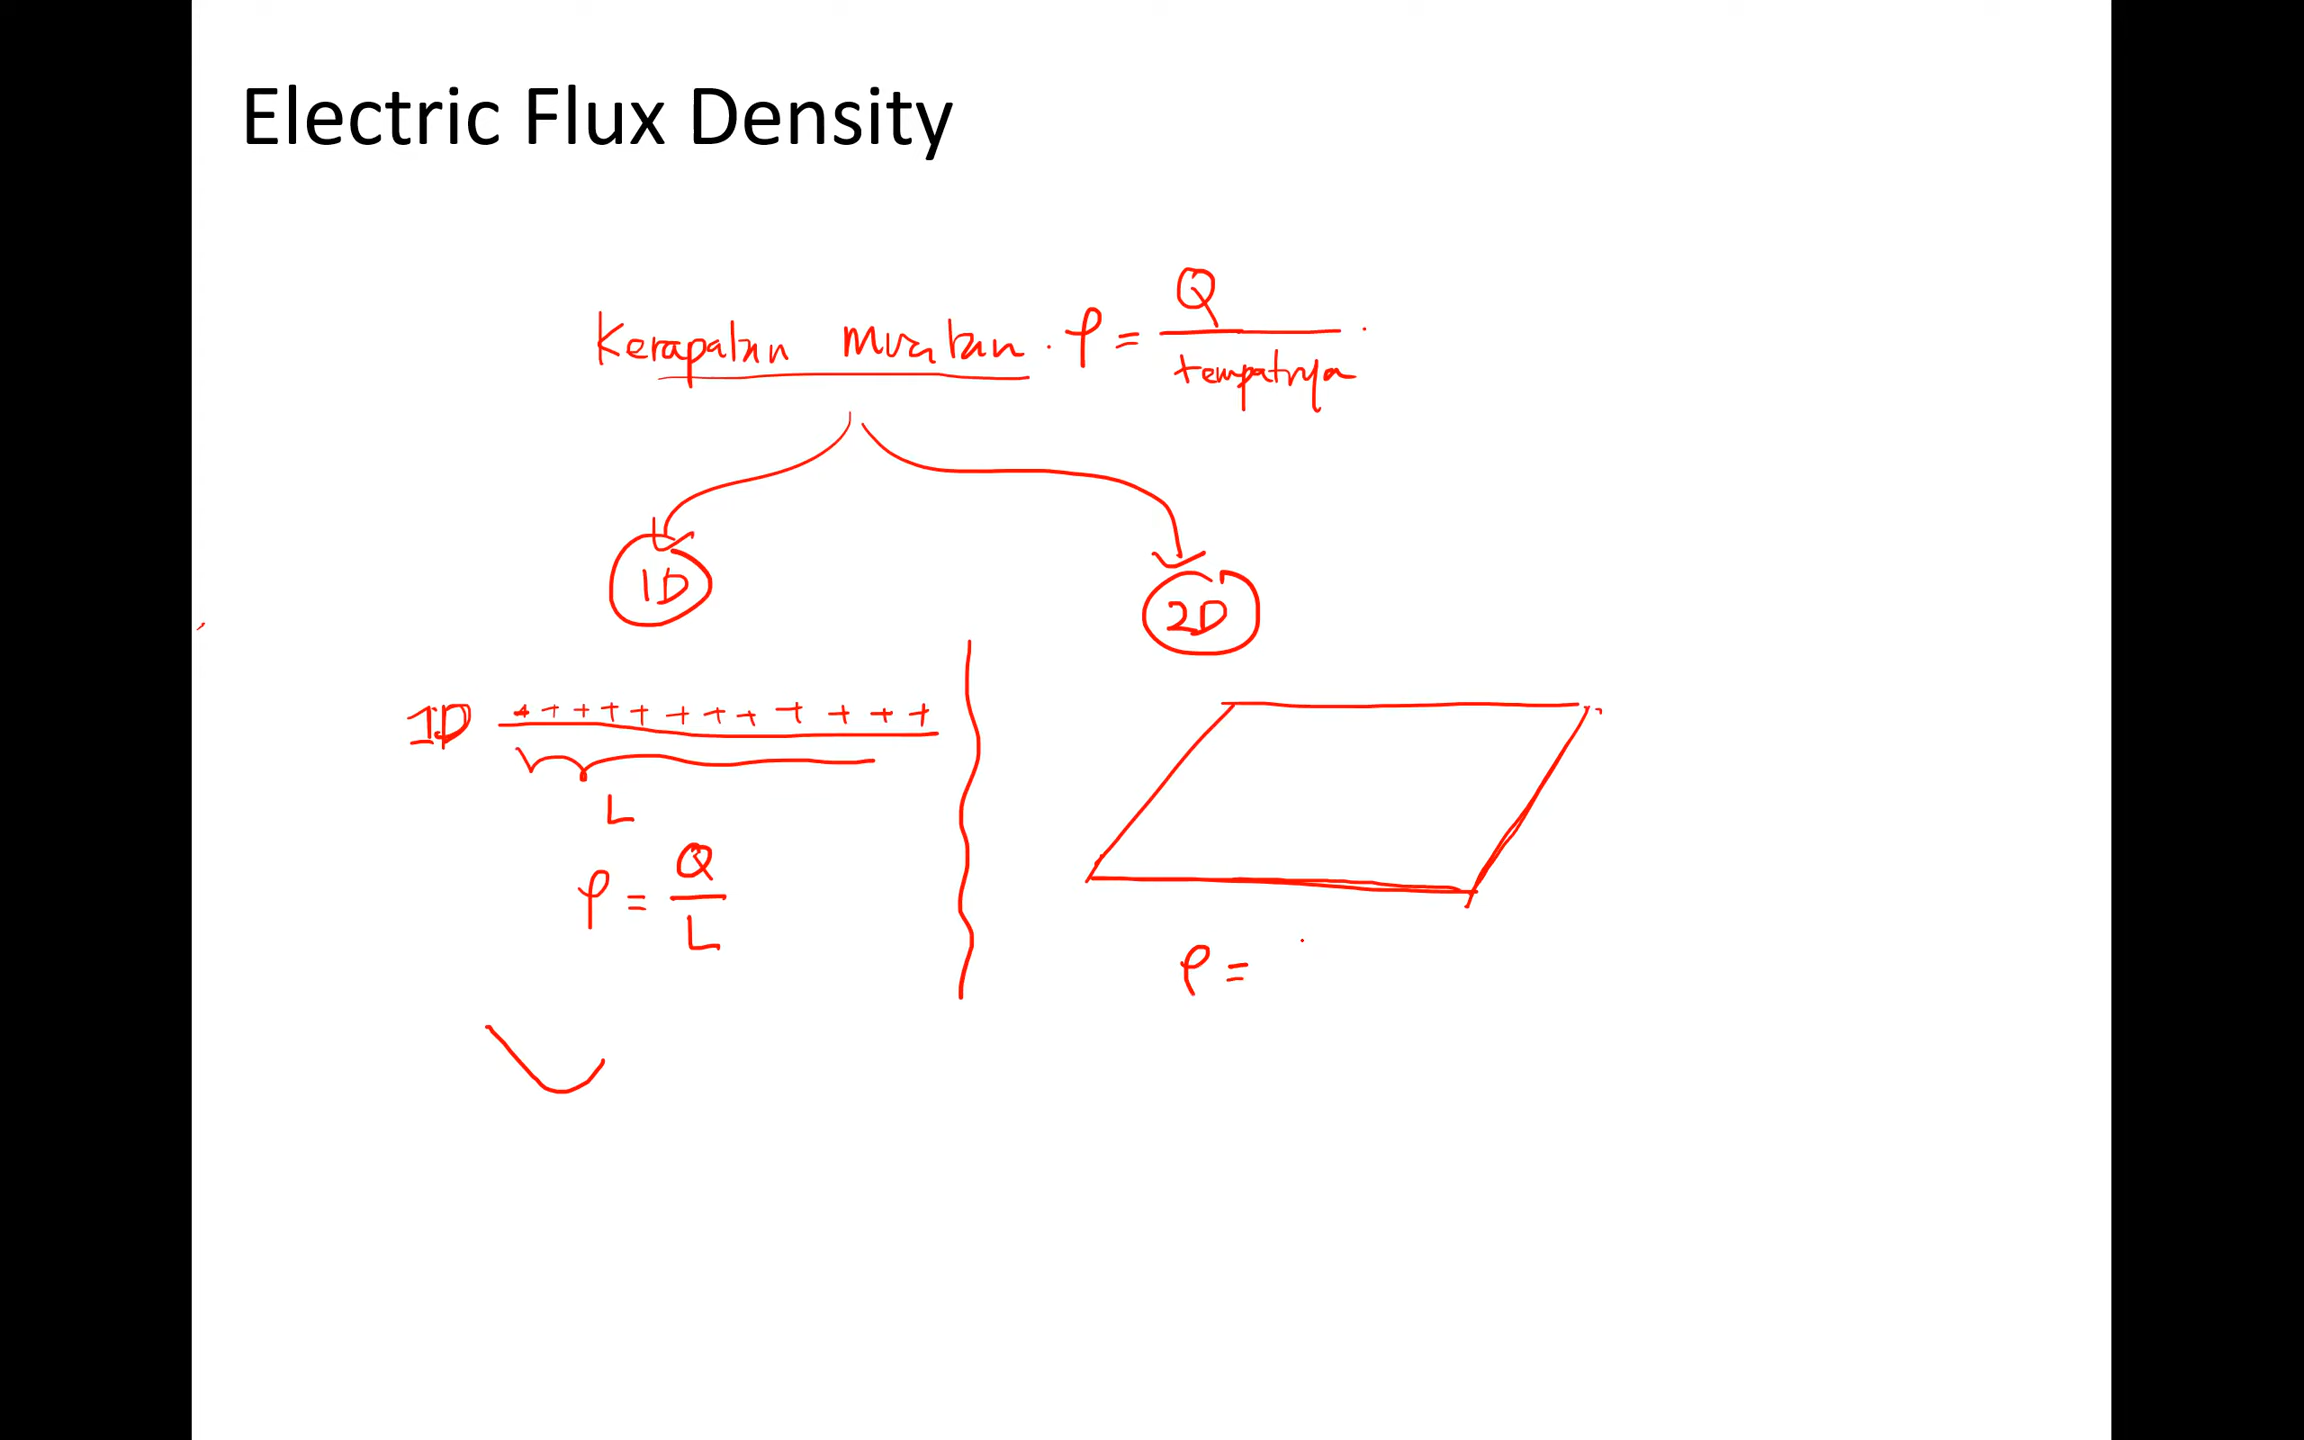 Electric Flux Density
Kerapatan muatan . ρ = Q / tempatnya
1D
2D
1D + + + + + + + + + + + +
L
ρ = Q / L
ρ =